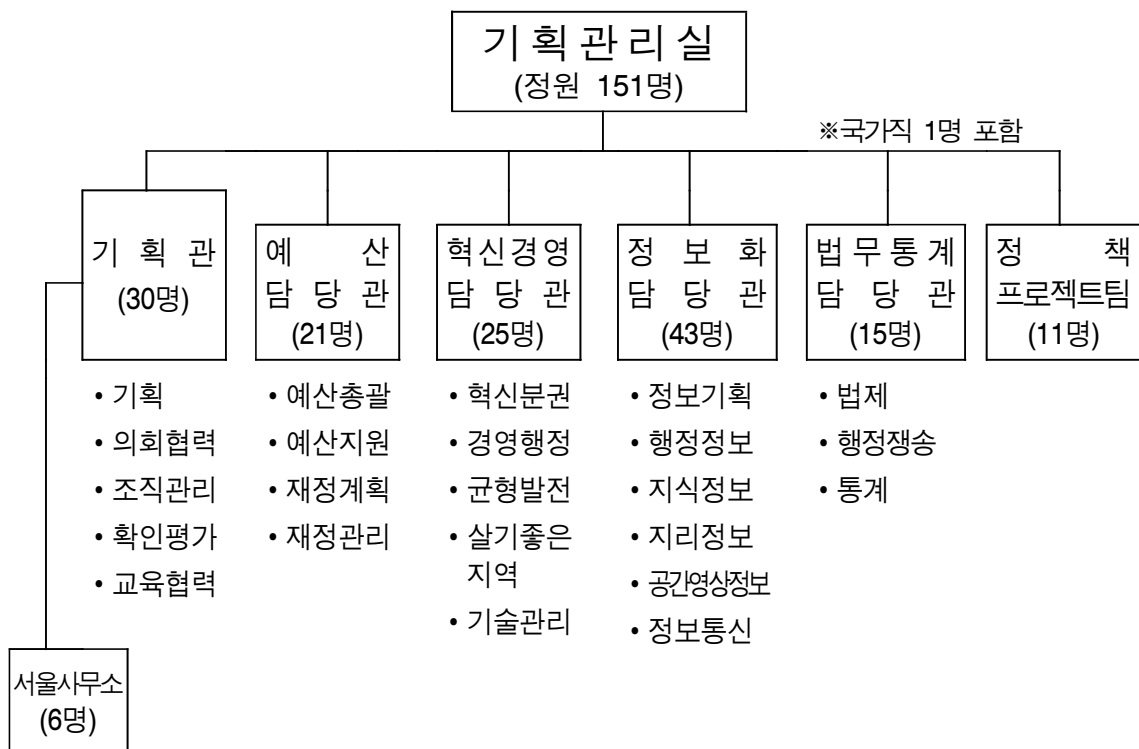 기획관리실
(정원 151명)
※국가직 1명 포함
기 획 관
(30명)
예 산
담 당 관
(21명)
혁신경영
담 당 관
(25명)
정 보 화
담 당 관
(43명)
법무통계
담 당 관
(15명)
정 책
프로젝트팀
(11명)
• 기획
• 의회협력
• 조직관리
• 확인평가
• 교육협력
• 예산총괄
• 예산지원
• 재정계획
• 재정관리
• 혁신분권
• 경영행정
• 균형발전
• 살기좋은
지역
• 기술관리
• 정보기획
• 행정정보
• 지식정보
• 지리정보
• 공간영상정보
• 정보통신
• 법제
• 행정쟁송
• 통계
서울사무소
(6명)